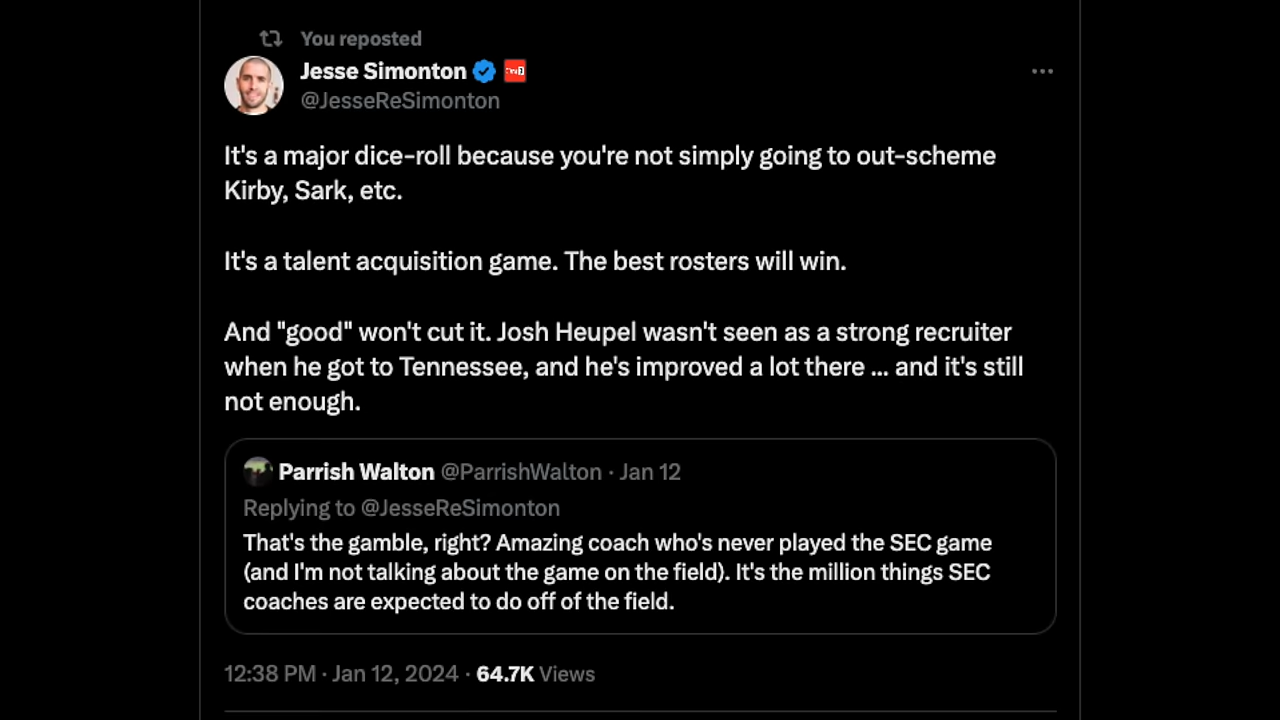 You reposted
Jesse Simonton
@JesseReSimonton
It's a major dice-roll because you're not simply going to out-scheme
Kirby, Sark, etc.
It's a talent acquisition game. The best rosters will win.
And "good" won't cut it. Josh Heupel wasn't seen as a strong recruiter
when he got to Tennessee, and he's improved a lot there ... and it's still
not enough.
Parrish Walton @ParrishWalton · Jan 12
Replying to @JesseReSimonton
That's the gamble, right? Amazing coach who's never played the SEC game
(and I'm not talking about the game on the field). It's the million things SEC
coaches are expected to do off of the field.
12:38 PM · Jan 12, 2024 · 64.7K Views